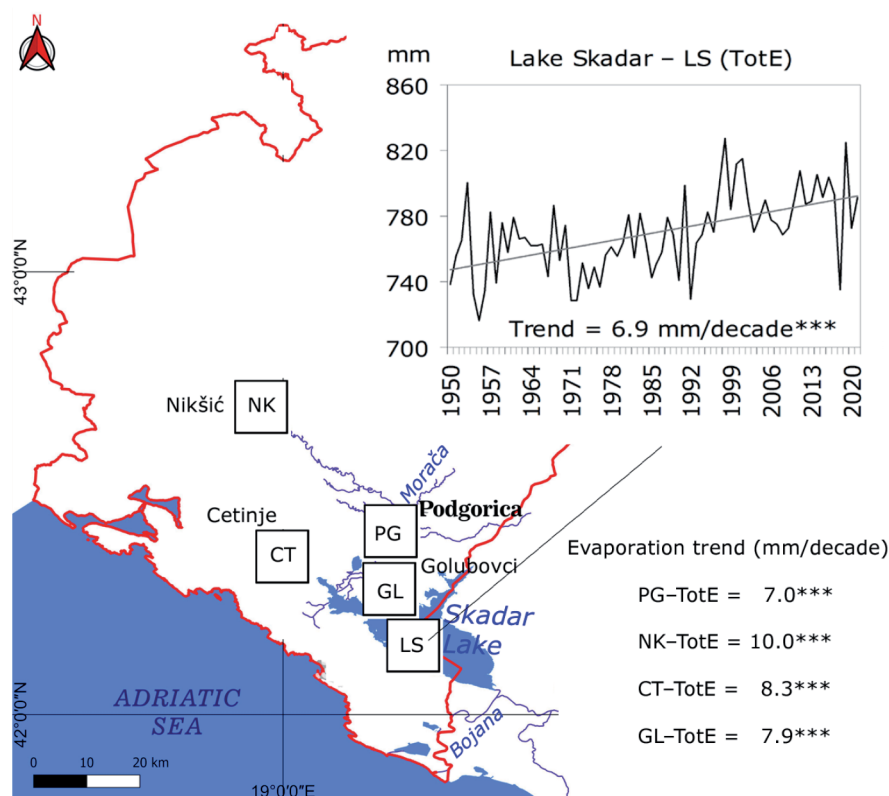 N
mm
Lake Skadar – LS (TotE)
860
820
780
740
700
Trend = 6.9 mm/decade***
1950
1957
1964
1971
1978
1985
1992
1999
2006
2013
2020
43°0'0"N
Nikšić
NK
Morača
Podgorica
PG
Cetinje
CT
Golubovci
GL
Skadar
Lake
LS
Evaporation trend (mm/decade)
PG–TotE = 7.0***
NK–TotE = 10.0***
CT–TotE = 8.3***
GL–TotE = 7.9***
ADRIATIC
SEA
42°0'0"N
Bojana
0 10 20 km
19°0'0"E